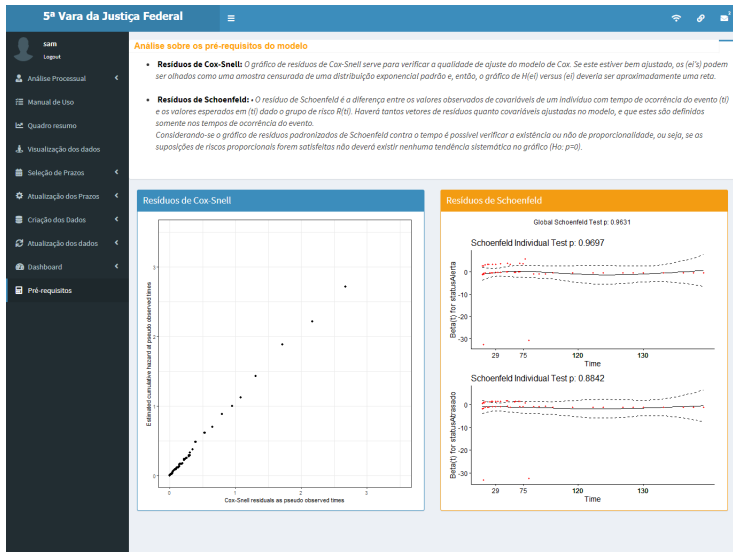 5ª Vara da Justiça Federal
3
sam
Logout
Análise Processual
Manual de Uso
Quadro resumo
Visualização dos dados
Seleção de Prazos
Atualização dos Prazos
Criação dos Dados
Atualização dos dados
Dashboard
Pré-requisitos
Análise sobre os pré-requisitos do modelo
• Resíduos de Cox-Snell: O gráfico de resíduos de Cox-Snell serve para verificar a qualidade de ajuste do modelo de Cox. Se este estiver bem ajustado, os (ei's) podem
ser olhados como uma amostra censurada de uma distribuição exponencial padrão e, então, o gráfico de H(ei) versus (ei) deveria ser aproximadamente uma reta.
• Resíduos de Schoenfeld: • O resíduo de Schoenfeld é a diferença entre os valores observados de covariáveis de um indivíduo com tempo de ocorrência do evento (ti)
e os valores esperados em (ti) dado o grupo de risco R(ti). Haverá tantos vetores de resíduos quanto covariáveis ajustadas no modelo, e que estes são definidos
somente nos tempos de ocorrência do evento.
Considerando-se o gráfico de resíduos padronizados de Schoenfeld contra o tempo é possível verificar a existência ou não de proporcionalidade, ou seja, se as
suposições de riscos proporcionais forem satisfeitas não deverá existir nenhuma tendência sistemática no gráfico (Ho: p=0).
Resíduos de Cox-Snell
Estimated cumulative hazard at pseudo observed times
3
2
1
0
0 1 2 3
Cox-Snell residuals as pseudo observed times
Resíduos de Schoenfeld
Global Schoenfeld Test p: 0.9631
Schoenfeld Individual Test p: 0.9697
Beta(t) for statusAlerta
0
-10
-20
-30
29 75 120 130
Time
Schoenfeld Individual Test p: 0.8842
Beta(t) for statusAtrasado
0
-10
-20
-30
29 75 120 130
Time